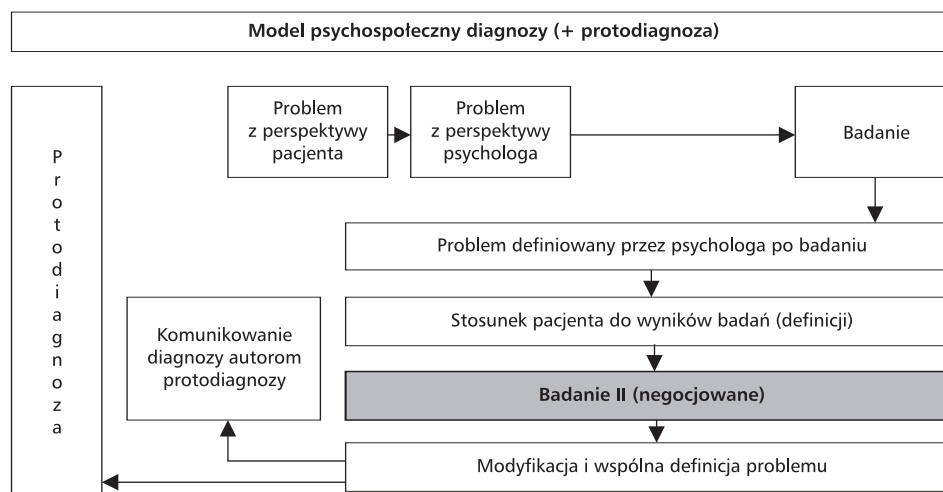 Model psychospołeczny diagnozy (+ protodiagnoza)
Protodiagnoza
Problem
z perspektywy
pacjenta
Problem
z perspektywy
psychologa
Badanie
Problem definiowany przez psychologa po badaniu
Stosunek pacjenta do wyników badań (definicji)
Komunikowanie
diagnozy autorom
protodiagnozy
Badanie II (negocjowane)
Modyfikacja i wspólna definicja problemu